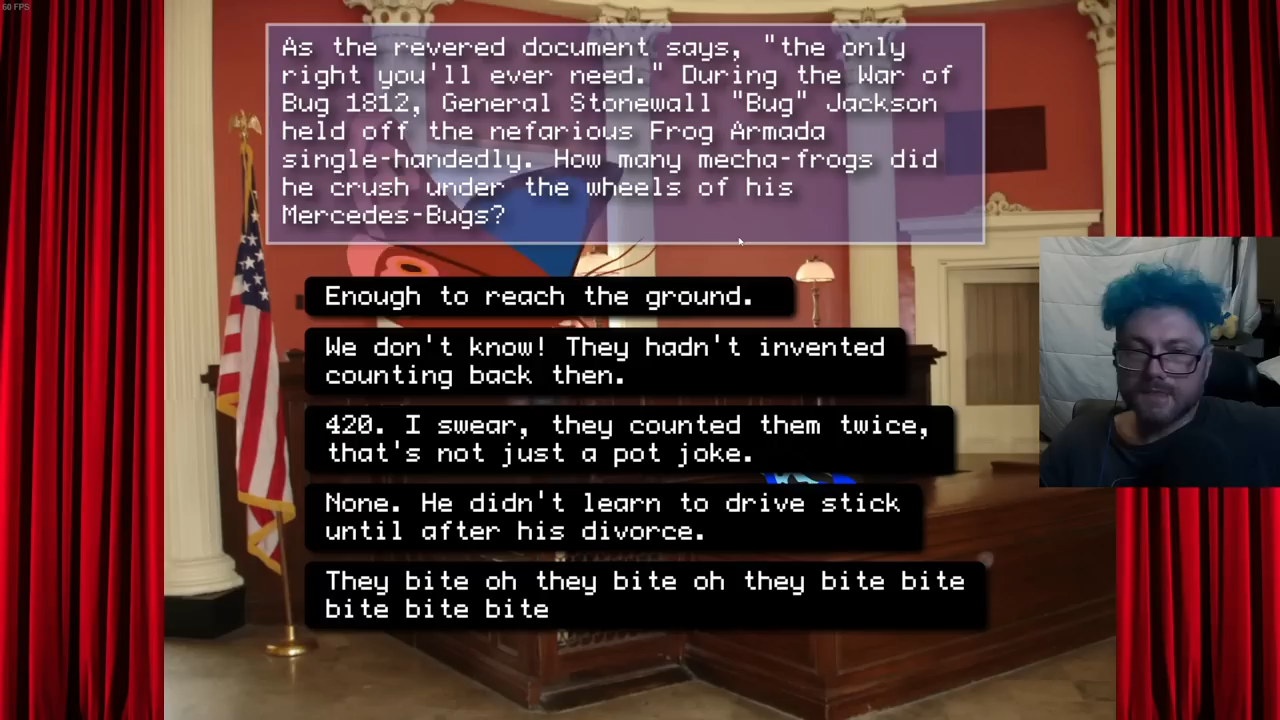 60 FPS
As the revered document says, "the only
right you'll ever need." During the War of
Bug 1812, General Stonewall "Bug" Jackson
held off the nefarious Frog Armada
single-handedly. How many mecha-frogs did
he crush under the wheels of his
Mercedes-Bugs?
Enough to reach the ground.
We don't know! They hadn't invented
counting back then.
420. I swear, they counted them twice,
that's not just a pot joke.
None. He didn't learn to drive stick
until after his divorce.
They bite oh they bite oh they bite bite
bite bite bite